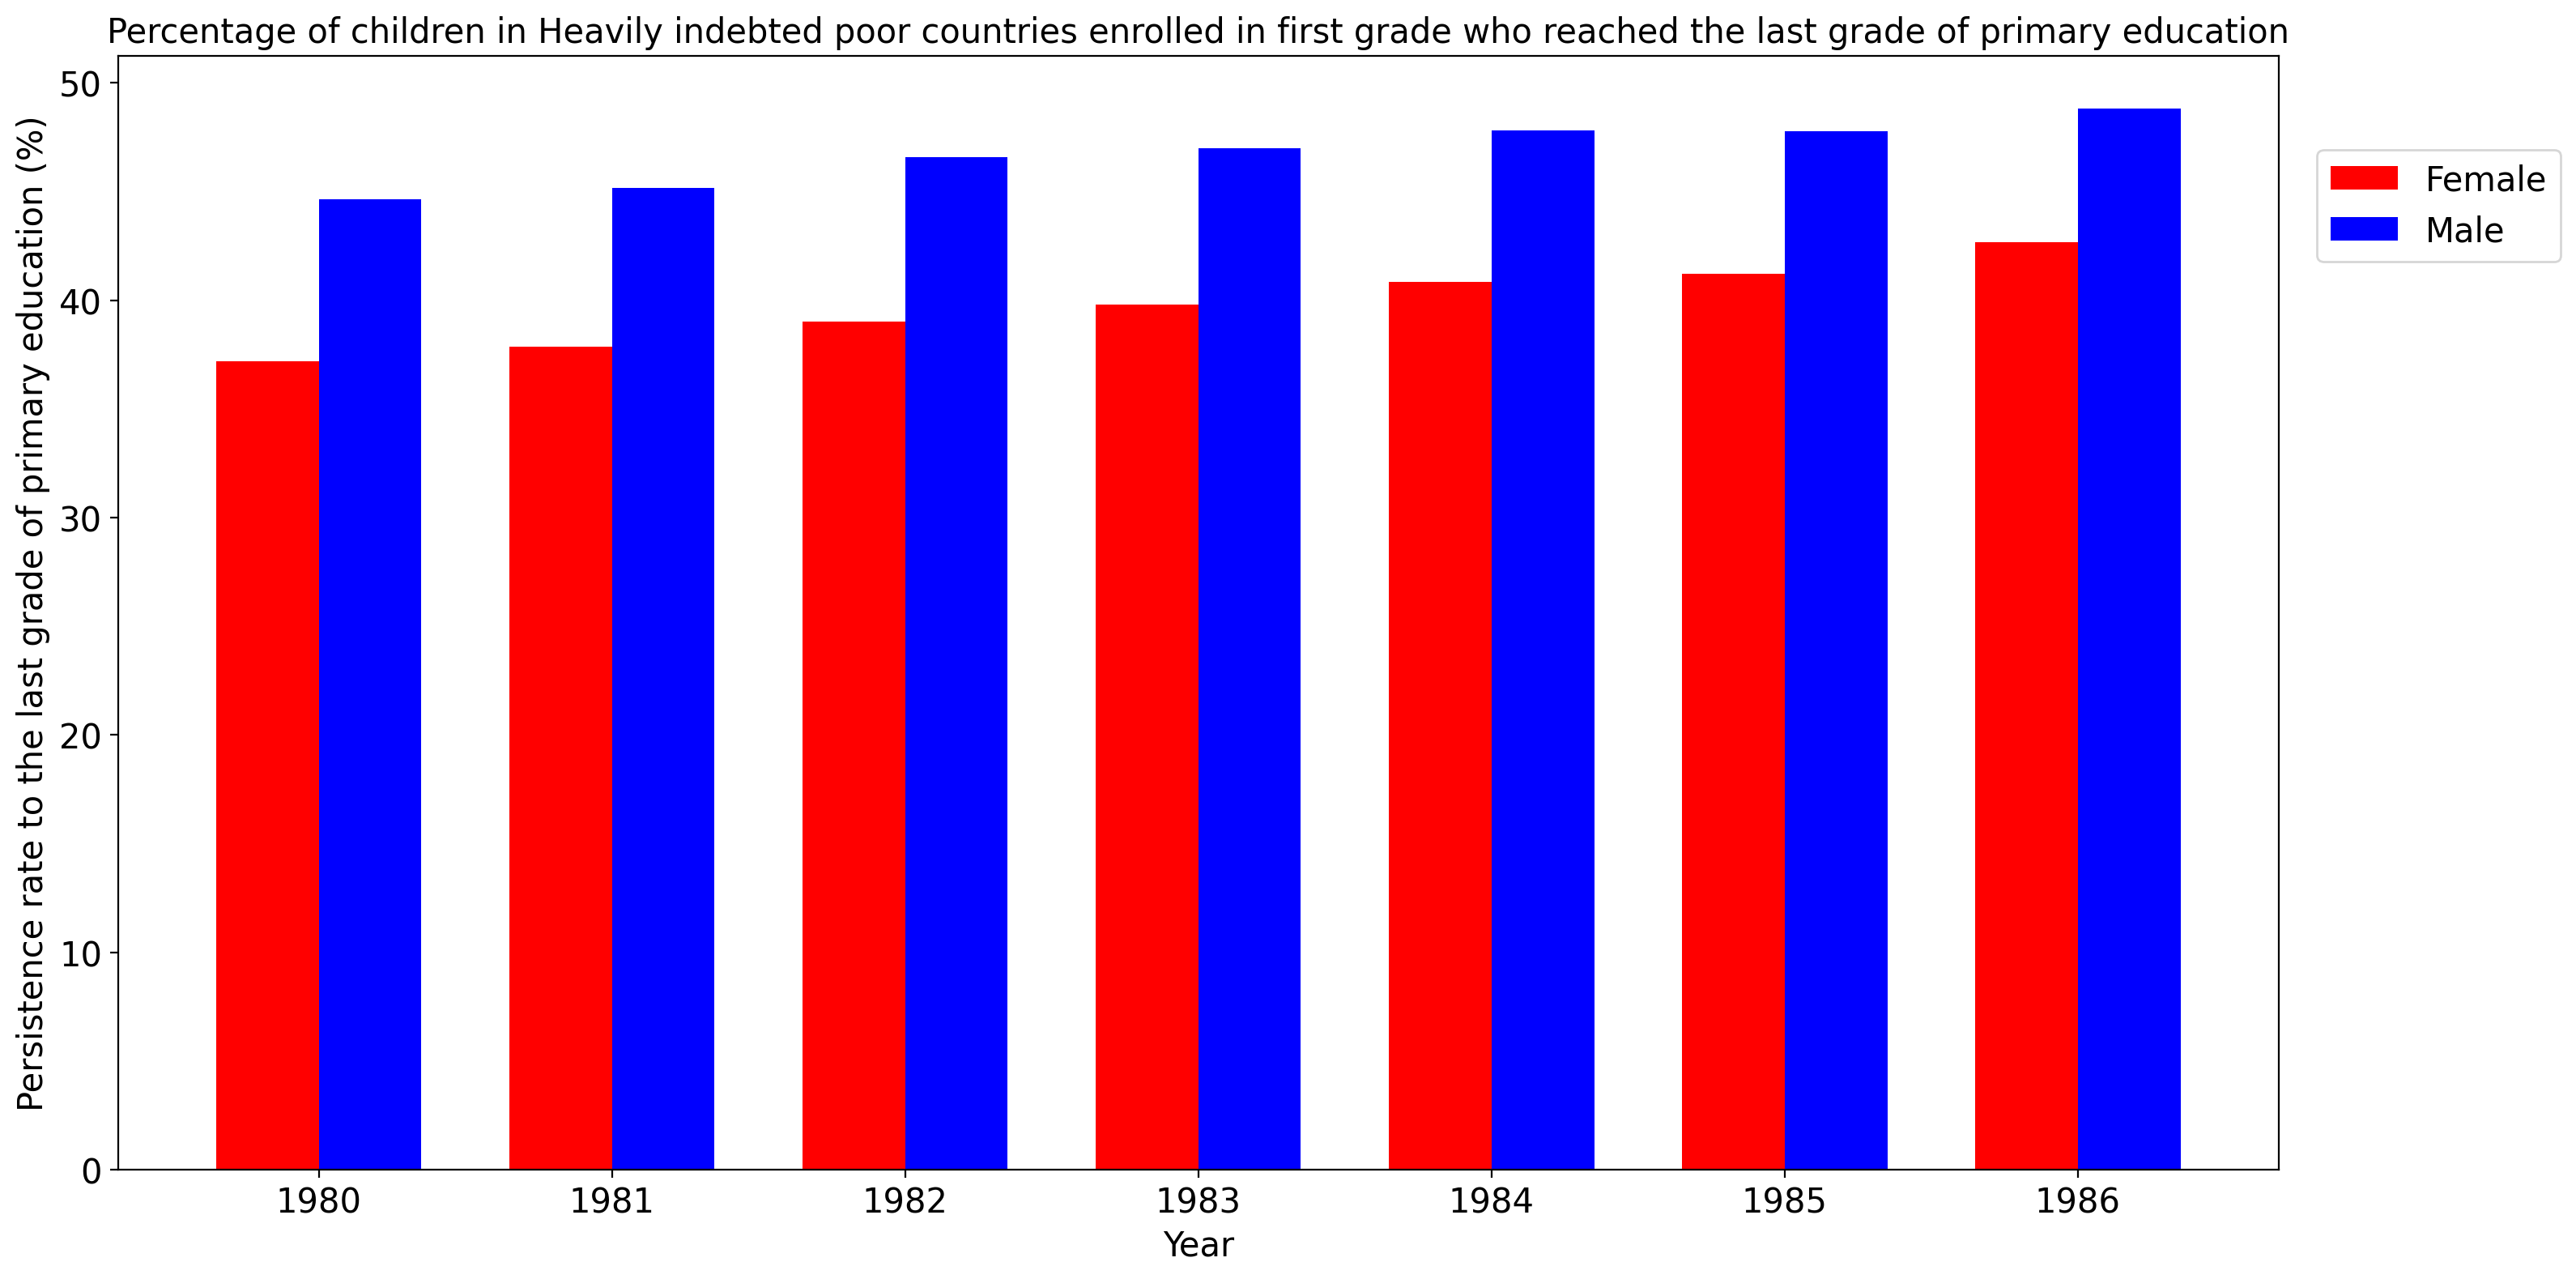 Percentage of children in Heavily indebted poor countries enrolled in first grade who reached the last grade of primary education
Persistence rate to the last grade of primary education (%)
50
40
30
20
10
0
1980 1981 1982 1983 1984 1985 1986
Year
Female
Male